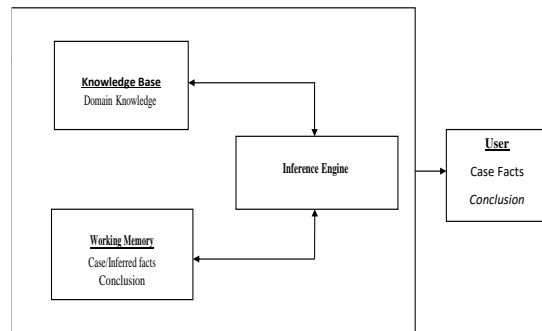 Knowledge Base
Domain Knowledge
Inference Engine
User
Case Facts
Conclusion
Working Memory
Case/Inferred facts
Conclusion